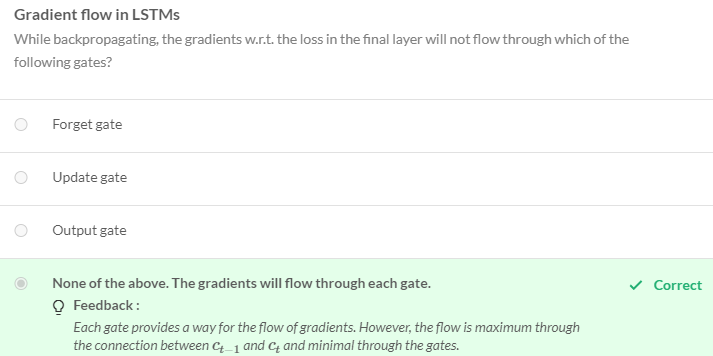 Gradient flow in LSTMs
While backpropagating, the gradients w.r.t. the loss in the final layer will not flow through which of the
following gates?
Forget gate
Update gate
Output gate
None of the above. The gradients will flow through each gate.
Correct
Feedback :
Each gate provides a way for the flow of gradients. However, the flow is maximum through
the connection between c_{t−1} and c_t and minimal through the gates.